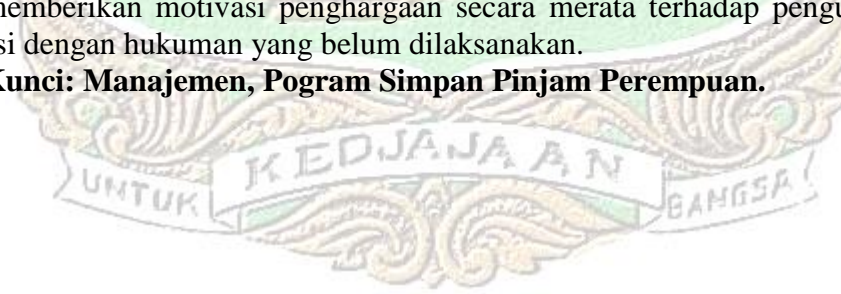 memberikan motivasi penghargaan secara merata terhadap
si dengan hukuman yang belum dilaksanakan.
Kunci: Manajemen, Pogram Simpan Pinjam Perempuan.
UNTUK KEDJAJAAN BANGSA